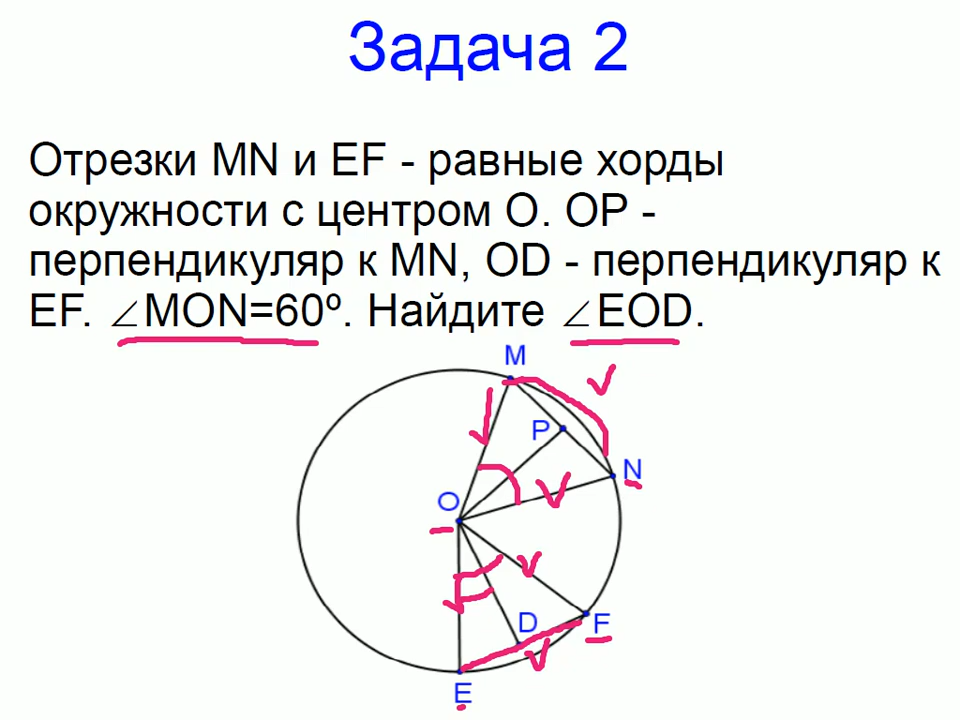 Задача 2
Отрезки MN и EF - равные хорды
окружности с центром О. OP -
перпендикуляр к MN, OD - перпендикуляр к
EF. ∠MON=60º. Найдите ∠EOD.
M
P
N
O
D
F
E